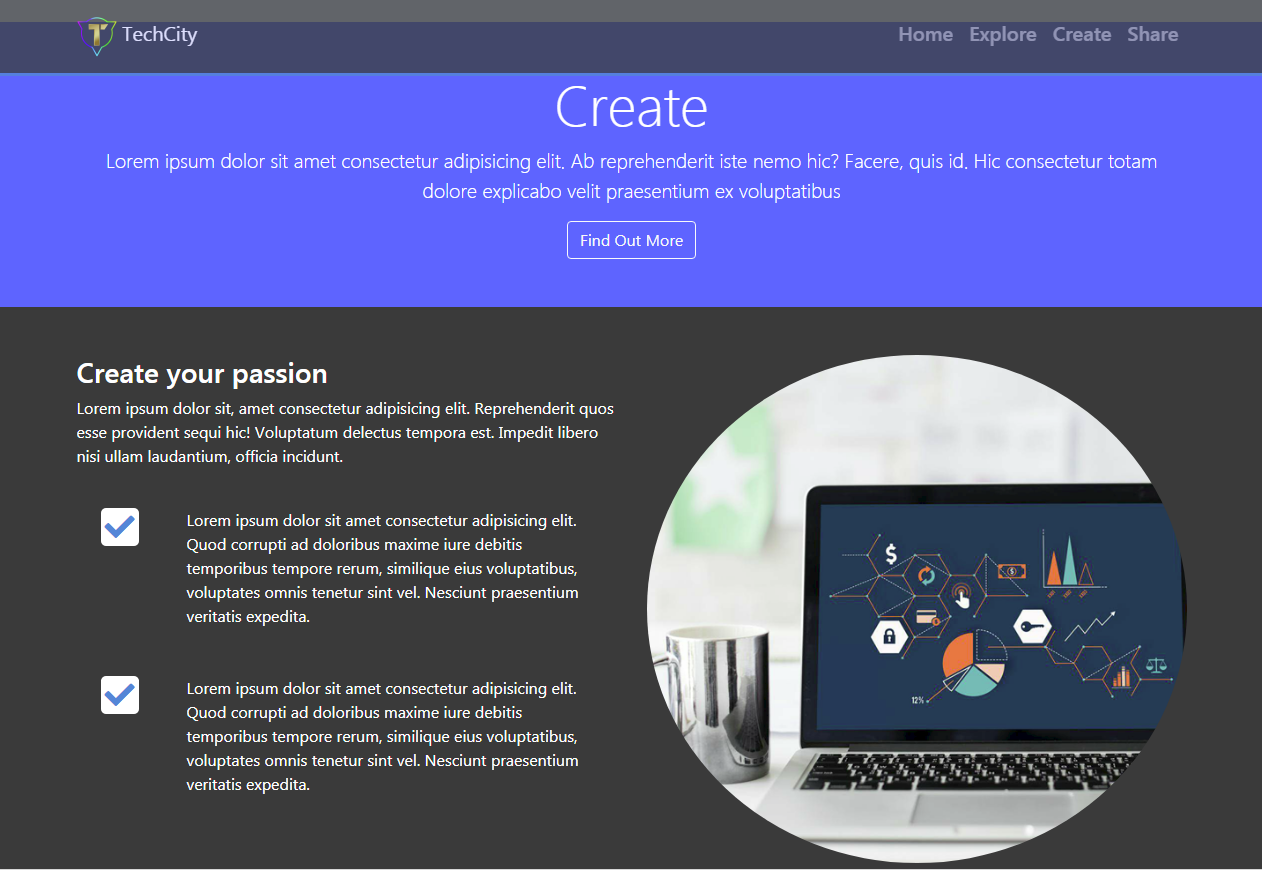 TechCity
Home Explore Create Share
Create
Lorem ipsum dolor sit amet consectetur adipisicing elit. Ab reprehenderit iste nemo hic? Facere, quis id. Hic consectetur totam
dolore explicabo velit praesentium ex voluptatibus
Find Out More
Create your passion
Lorem ipsum dolor sit, amet consectetur adipisicing elit. Reprehenderit quos
esse provident sequi hic! Voluptatum delectus tempora est. Impedit libero
nisi ullam laudantium, officia incidunt.
Lorem ipsum dolor sit amet consectetur adipisicing elit.
Quod corrupti ad doloribus maxime iure debitis
temporibus tempore rerum, similique eius voluptatibus,
voluptates omnis tenetur sint vel. Nesciunt praesentium
veritatis expedita.
Lorem ipsum dolor sit amet consectetur adipisicing elit.
Quod corrupti ad doloribus maxime iure debitis
temporibus tempore rerum, similique eius voluptatibus,
voluptates omnis tenetur sint vel. Nesciunt praesentium
veritatis expedita.
$
$
12%